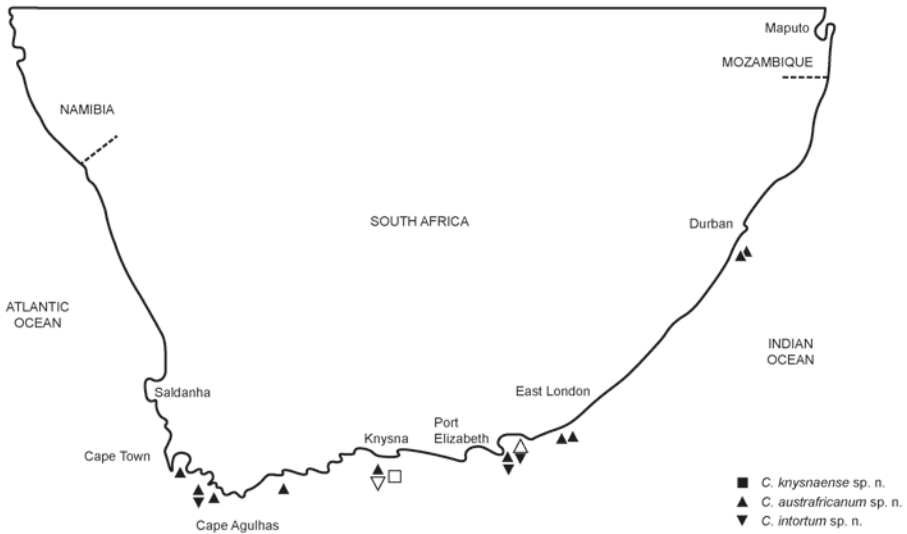 Maputo
MOZAMBIQUE
NAMIBIA
SOUTH AFRICA
Durban
ATLANTIC
OCEAN
INDIAN
OCEAN
Saldanha
East London
Port
Elizabeth
Knysna
Cape Town
Cape Agulhas
C. knysnaense sp. n.
C. austrafricanum sp. n.
C. intortum sp. n.